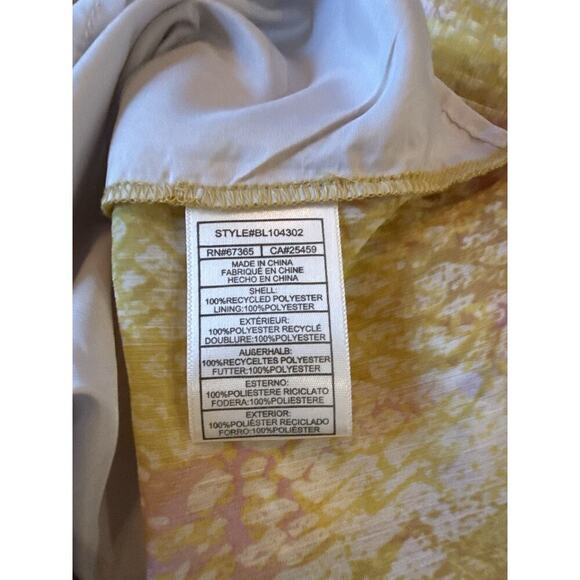 STYLE#BL104302
RN#67365 CA#25459
MADE IN CHINA
FABRIQUÉ EN CHINE
HECHO EN CHINA
SHELL:
100%RECYCLED POLYESTER
LINING:100%POLYESTER
EXTÉRIEUR:
100%POLYESTER RECYCLÉ
DOUBLURE:100%POLYESTER
AUßERHALB:
100%RECYCELTES POLYESTER
FUTTER:100%POLYESTER
ESTERNO:
100%POLIESTERE RICICLATO
FODERA:100%POLIESTERE
EXTERIOR:
100%POLIÉSTER RECICLADO
FORRO:100%POLIÉSTER